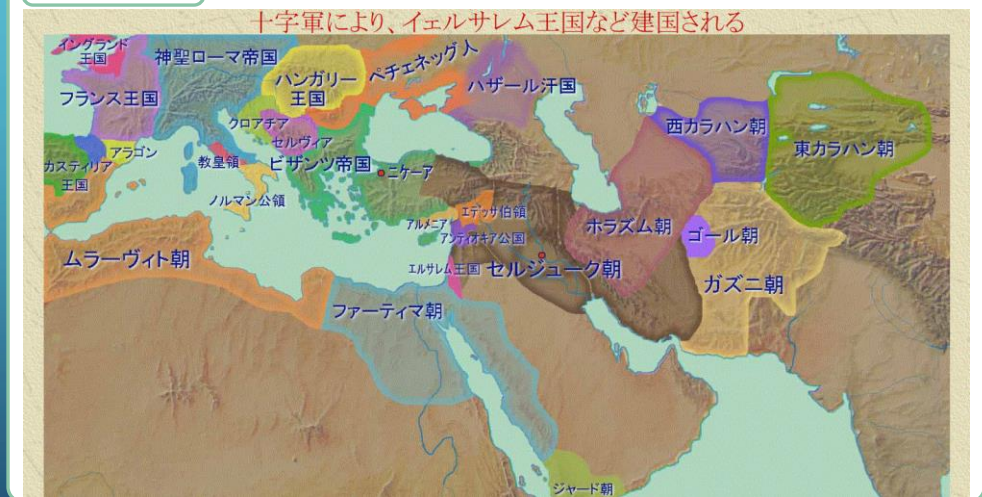 十字軍により、イェルサレム王国など建国される
イングランド
王国
神聖ローマ帝国
ハンガリー
王国
ペチェネッグ人
ハザール汗国
フランス王国
クロアチア
セルヴィア
西カラハン朝
東カラハン朝
アラゴン
カスティリア
王国
教皇領
ビザンツ帝国
ニケーア
ノルマン公領
アルメニア
エデッサ伯領
アンティオキア公国
ホラズム朝
ゴール朝
ムラーヴィト朝
エルサレム王国
セルジューク朝
ガズニ朝
ファーティマ朝
ジャード朝